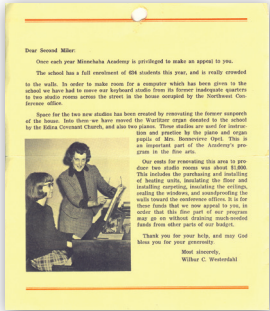 Dear Second Miler:
Once each year Minnehaha Academy is privileged to make an appeal to you.
The school has a full enrolment of 634 students this year, and is really crowded
to the walls. In order to make room for a computer which has been given to the
school we have had to move our keyboard studio from its former inadequate quarters
to two studio rooms across the street in the house occupied by the Northwest Con-
ference office.
Space for the two new studios has been created by removing the former sunporch
of the house. Into these we have moved the Wurlitzer organ donated to the school
by the Edina Covenant Church, and also two pianos. These studios are used for instruc-
tion and practice by the piano and organ
pupils of Mrs. Bonnevierre Opel. This is
an important part of the Academy's pro-
gram in the fine arts.
Our costs for renovating this area to pro-
duce two studio rooms was about $1,800.
This includes the purchasing and installing
of heating units, insulating the floor and
installing carpeting, insulating the ceilings,
sealing the windows, and soundproofing the
walls toward the conference offices. It is for
these funds that we now appeal to you, in
order that this fine part of our program
may go on without draining much-needed
funds from other parts of our budget.
Thank you for your help, and may God
bless you for your generosity.
Most sincerely,
Wilbur C. Westerdahl